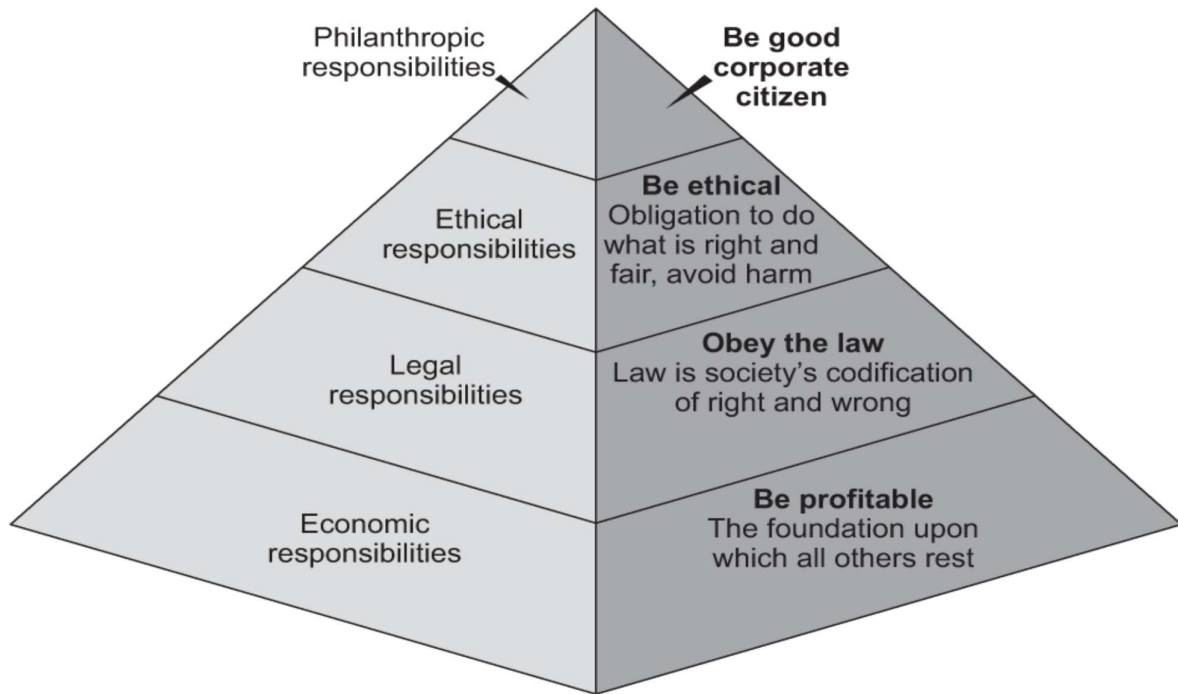 Philanthropic
responsibilities
Be good
corporate
citizen
Ethical
responsibilities
Be ethical
Obligation to do
what is right and
fair, avoid harm
Legal
responsibilities
Obey the law
Law is society’s codification
of right and wrong
Economic
responsibilities
Be profitable
The foundation upon
which all others rest